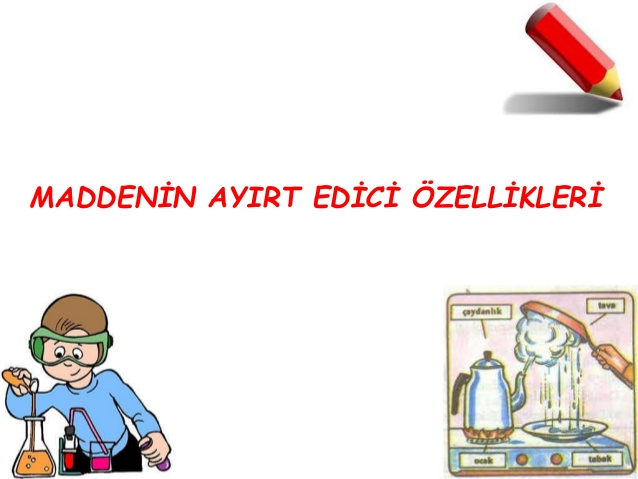 MADDENİN AYIRT EDİCİ ÖZELLİKLERİ
çaydanlık
tava
ocak
tabak